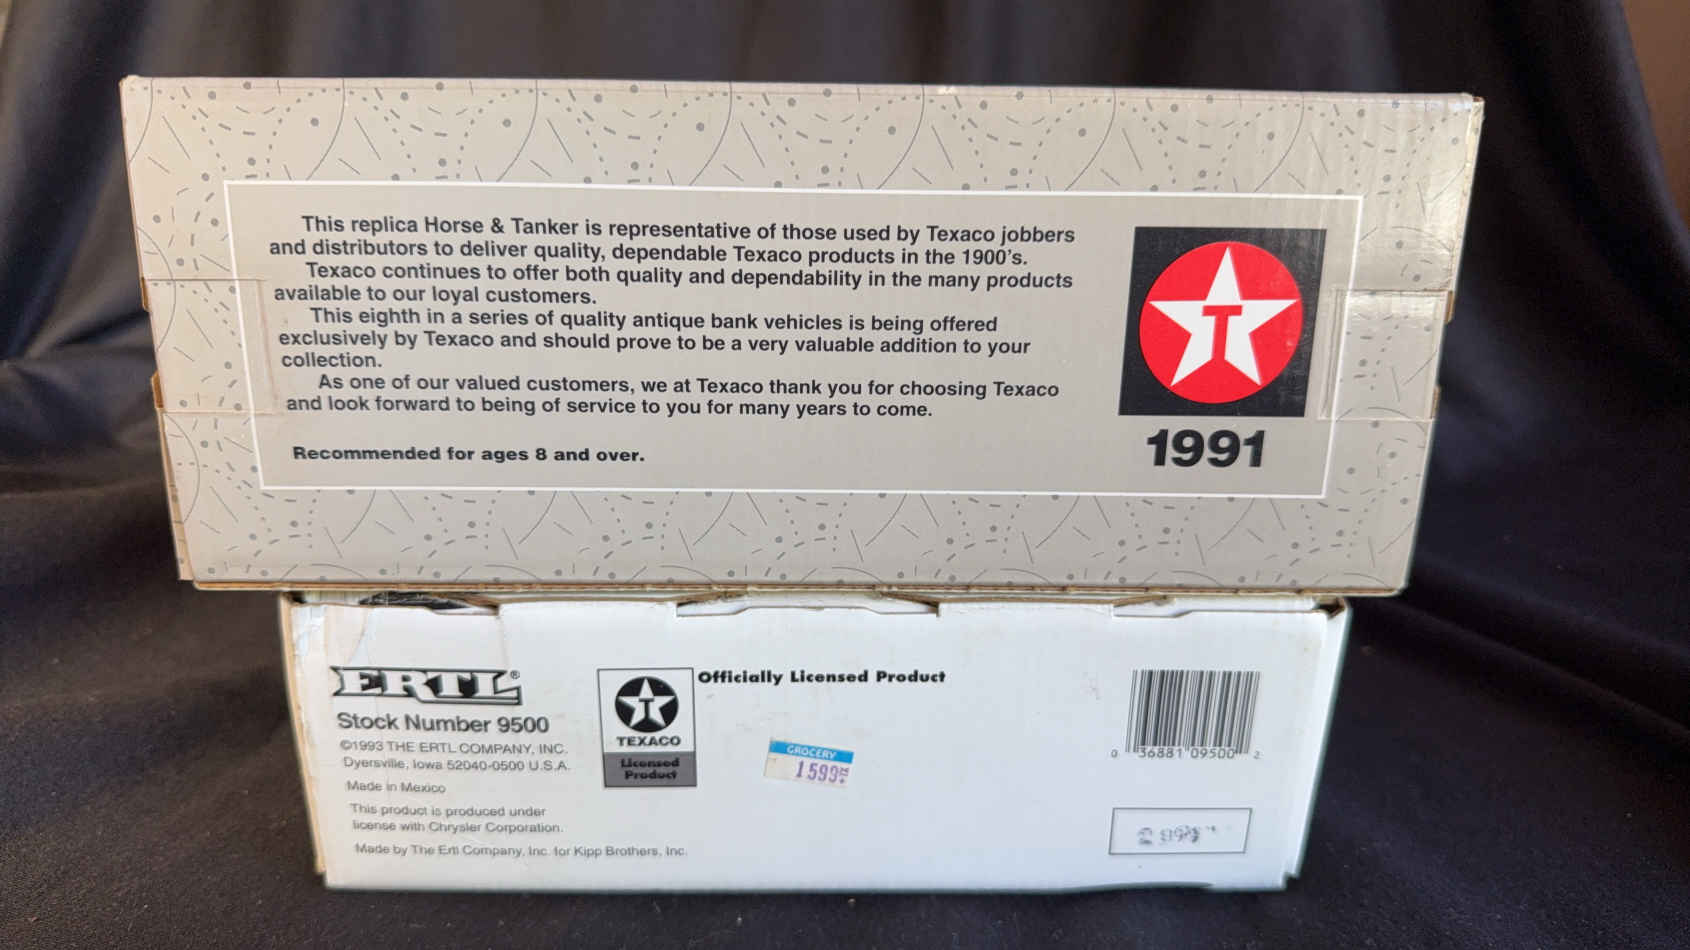 This replica Horse & Tanker is representative of those used by Texaco jobbers
and distributors to deliver quality, dependable Texaco products in the 1900's.
Texaco continues to offer both quality and dependability in the many products
available to our loyal customers.
This eighth in a series of quality antique bank vehicles is being offered
exclusively by Texaco and should prove to be a very valuable addition to your
collection.
As one of our valued customers, we at Texaco thank you for choosing Texaco
and look forward to being of service to you for many years to come.
Recommended for ages 8 and over.
T
1991
ERTL®
Stock Number 9500
©1993 THE ERTL COMPANY, INC.
Dyersville, Iowa 52040-0500 U.S.A.
Made in Mexico
This product is produced under
license with Chrysler Corporation.
Made by The Ertl Company, Inc. for Kipp Brothers, Inc.
T
TEXACO
Licensed
Product
Officially Licensed Product
GROCERY
1599
0 36881 09500 2